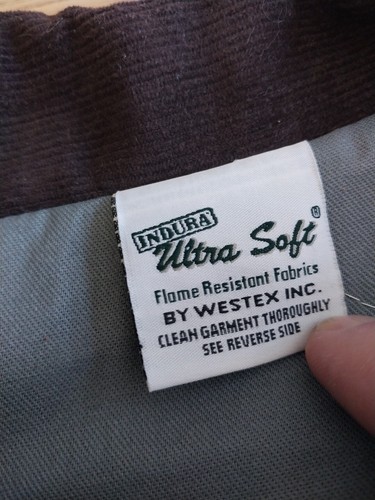 INDURA
Ultra Soft ®
Flame Resistant Fabrics
BY WESTEX INC.
CLEAN GARMENT THOROUGHLY
SEE REVERSE SIDE